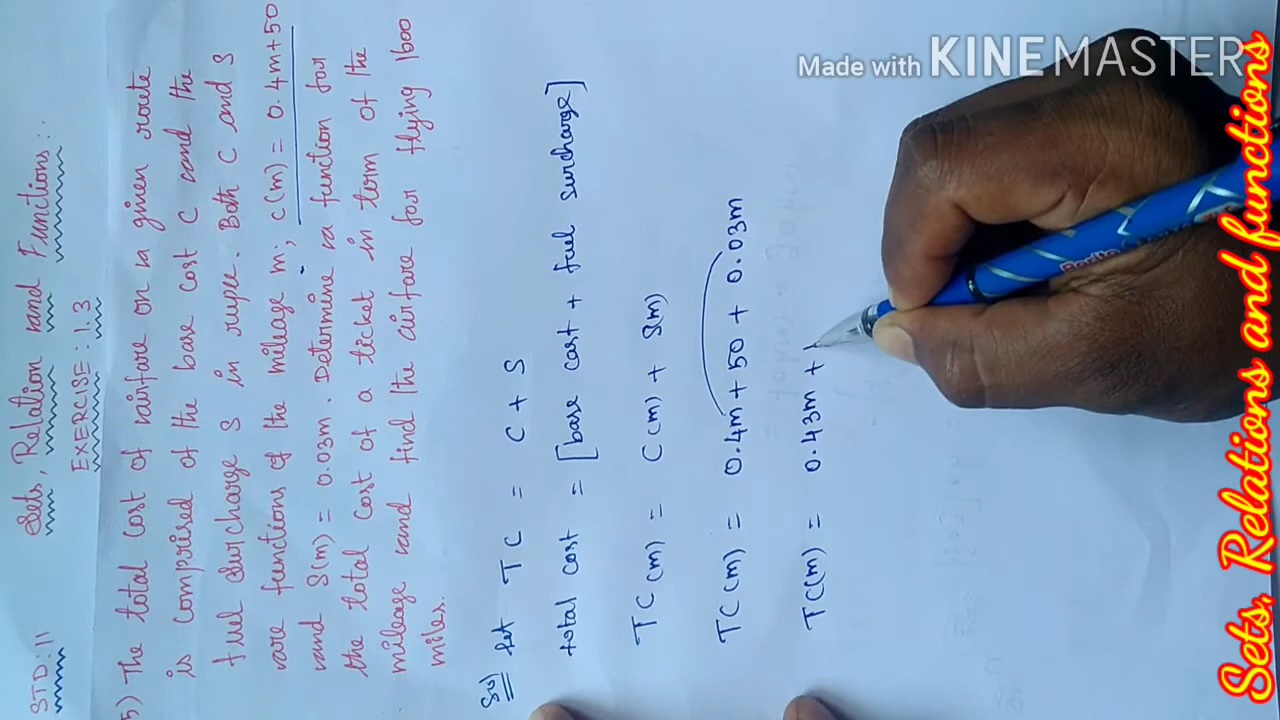 STD: 11 Sets, Relation and Functions:
EXERCISE: 1.3
5) The total cost of airfare on a given route
is comprised of the base cost C and the
fuel surcharge S in rupee. Both C and S
are functions of the mileage m; C(m) = 0.4m+50
and S(m) = 0.03m. Determine a function for
the total cost of a ticket in term of the
mileage and find the airfare for flying 1600
miles.
Sol) let TC = C + S
total cost = [base cost + fuel surcharge]
TC(m) = C(m) + S(m)
TC(m) = 0.4m + 50 + 0.03m
TC(m) = 0.43m +
Made with KINEMASTER
Sets, Relations and functions